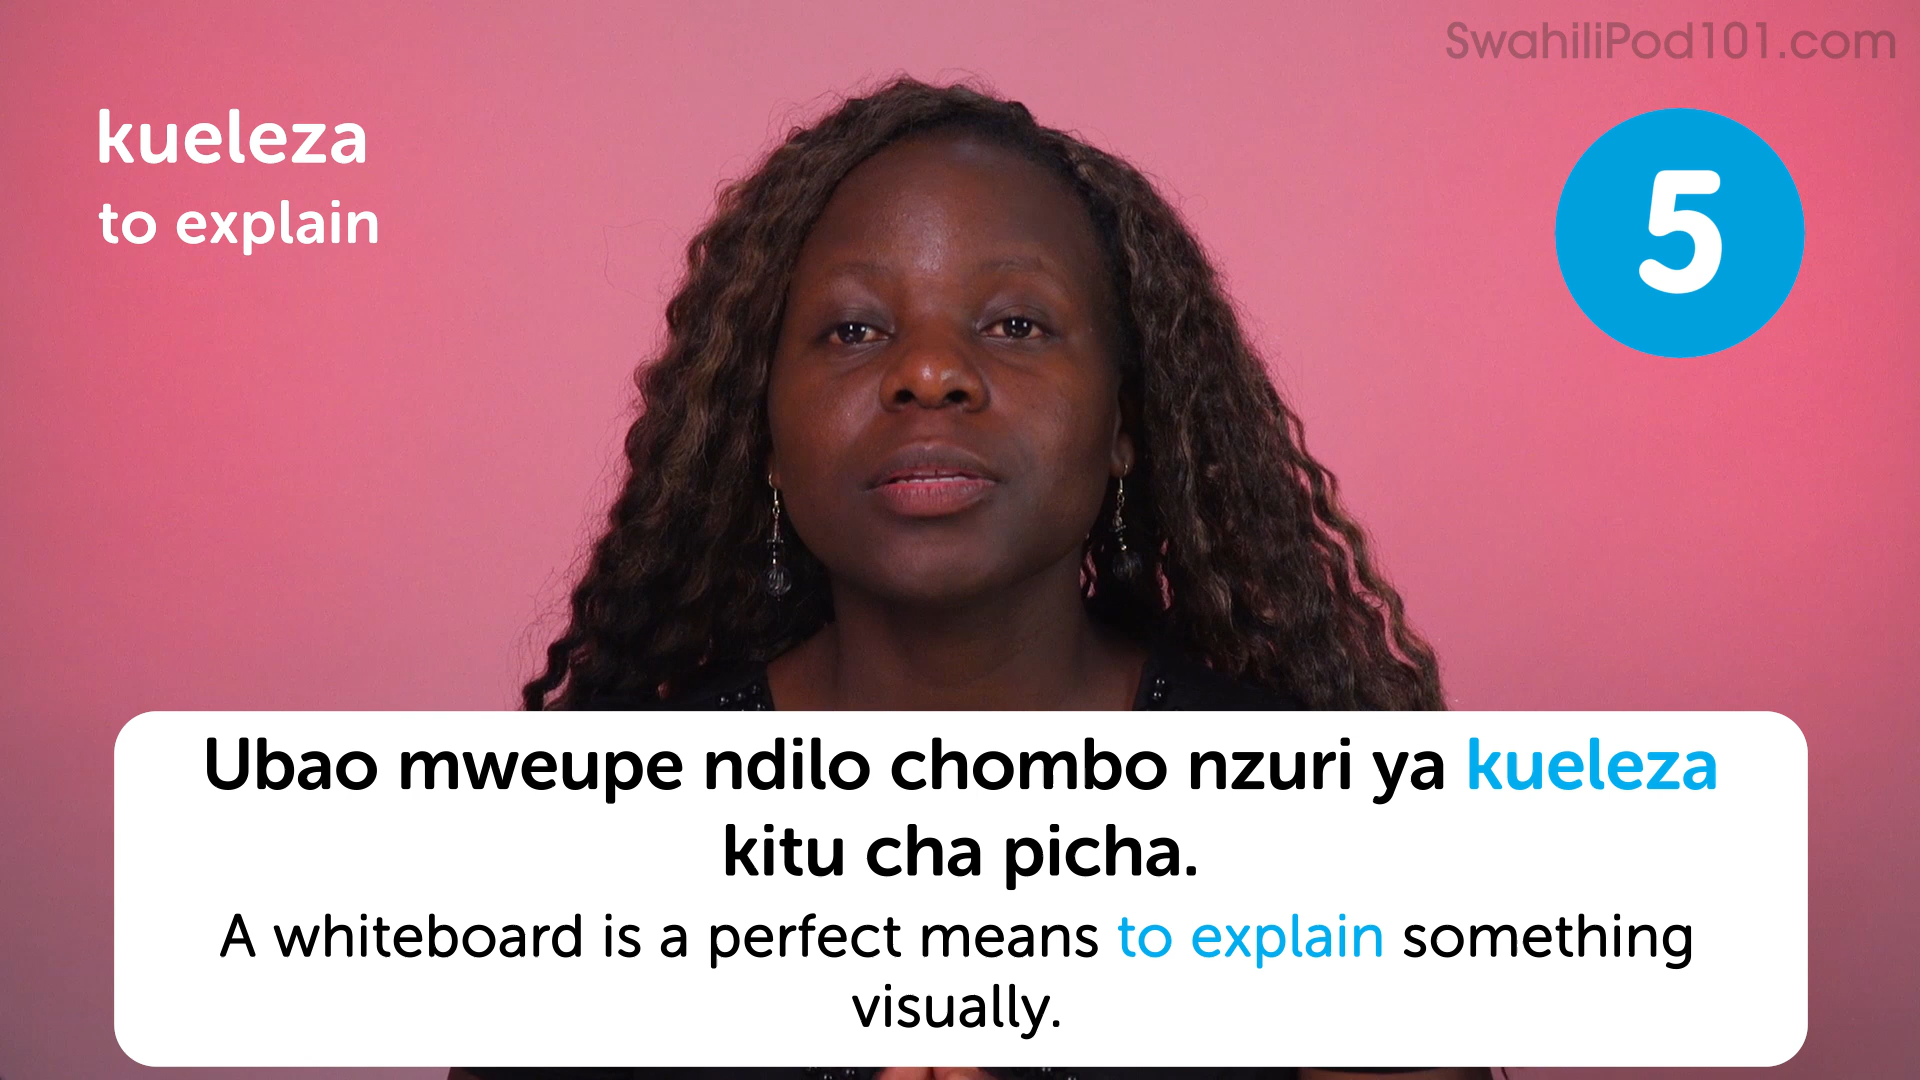 SwahiliPod101.com
kueleza
to explain
5
Ubao mweupe ndilo chombo nzuri ya kueleza
kitu cha picha.
A whiteboard is a perfect means to explain something
visually.